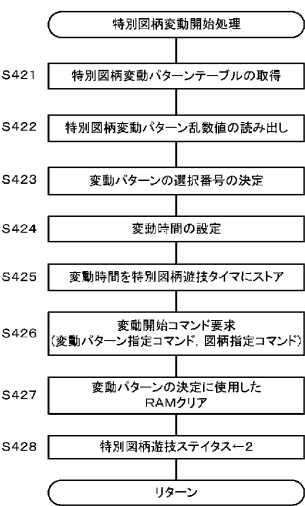 特別図柄変動開始処理
S421
特別図柄変動パターンテーブルの取得
S422
特別図柄変動パターン乱数値の読み出し
S423
変動パターンの選択番号の決定
S424
変動時間の設定
S425
変動時間を特別図柄遊技タイマにストア
S426
変動開始コマンド要求
(変動パターン指定コマンド, 図柄指定コマンド)
S427
変動パターンの決定に使用した
RAMクリア
S428
特別図柄遊技ステイタス←2
リターン